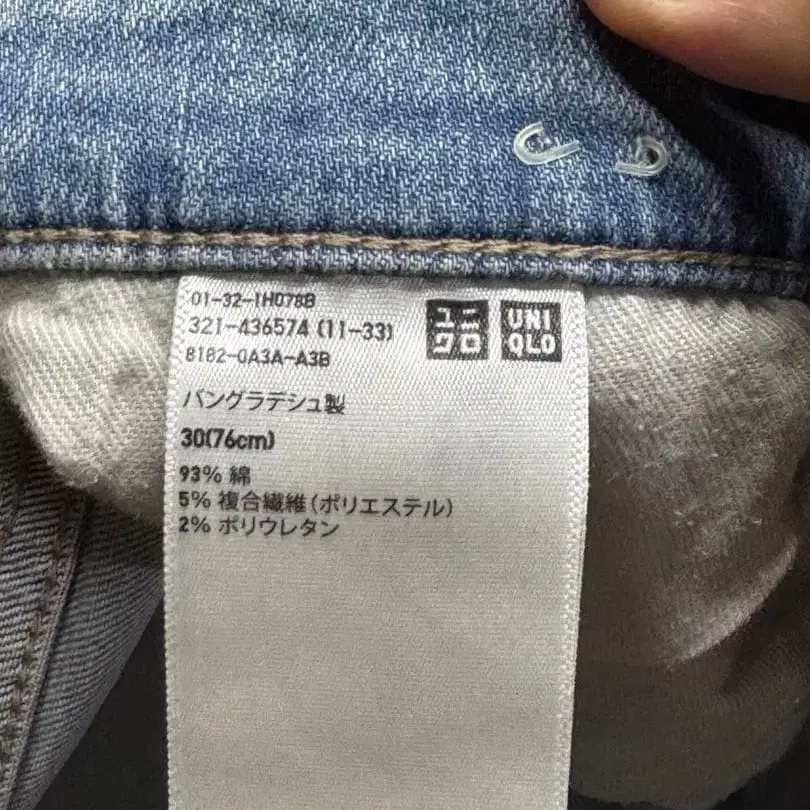 01-32-1H078B
321-436574 (11-33)
8182-0A3A-A3B
ユニ
クロ
UNI
QLO
バングラデシュ製
30(76cm)
93% 綿
5% 複合繊維(ポリエステル)
2% ポリウレタン